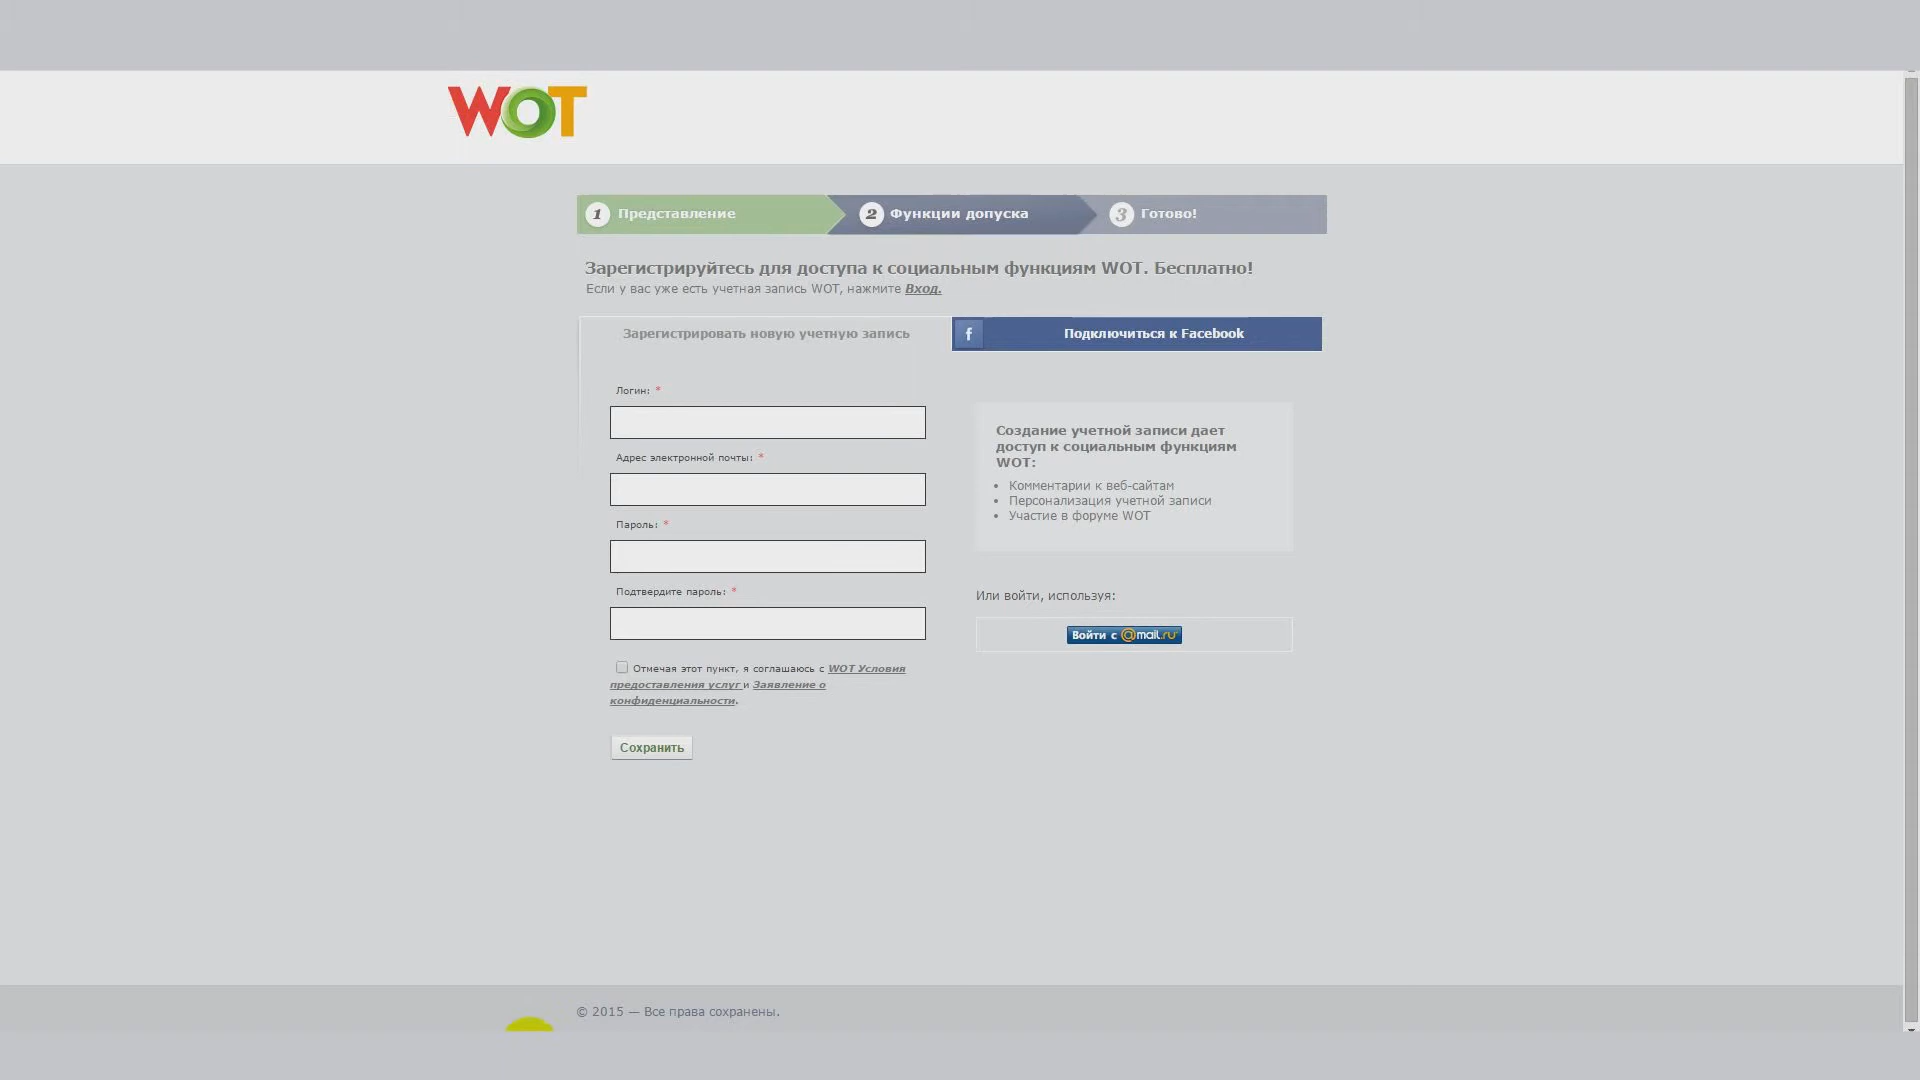 WOT
1 Представление
2 Функции допуска
3 Готово!
Зарегистрируйтесь для доступа к социальным функциям WOT. Бесплатно!
Если у вас уже есть учетная запись WOT, нажмите Вход.
Зарегистрировать новую учетную запись
f Подключиться к Facebook
Логин: *
Адрес электронной почты: *
Пароль: *
Подтвердите пароль: *
Отмечая этот пункт, я соглашаюсь с WOT Условия
предоставления услуг и Заявление о
конфиденциальности.
Сохранить
Создание учетной записи дает
доступ к социальным функциям
WOT:
• Комментарии к веб-сайтам
• Персонализация учетной записи
• Участие в форуме WOT
Или войти, используя:
Войти с @mail.ru
© 2015 — Все права сохранены.